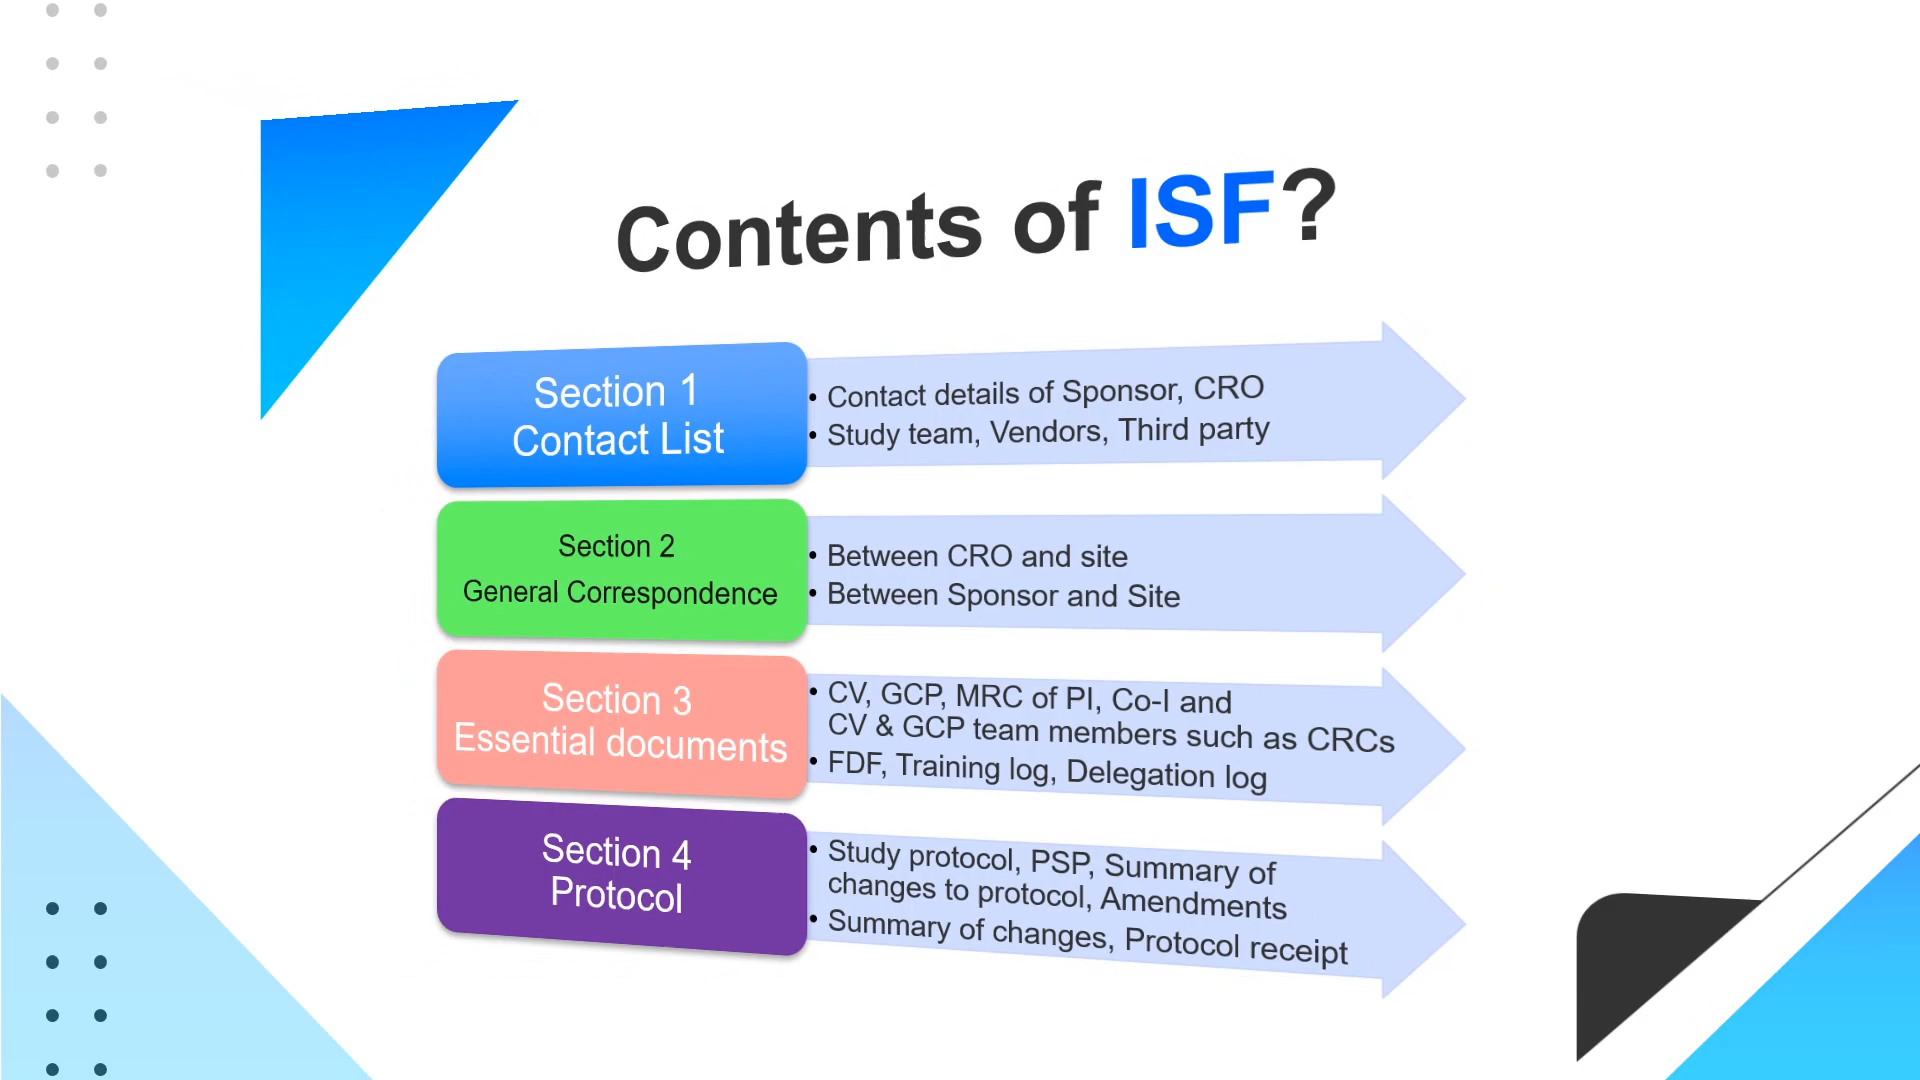 Contents of ISF?
Section 1
Contact List
• Contact details of Sponsor, CRO
• Study team, Vendors, Third party
Section 2
General Correspondence
• Between CRO and site
• Between Sponsor and Site
Section 3
Essential documents
• CV, GCP, MRC of PI, Co-I and
CV & GCP team members such as CRCs
• FDF, Training log, Delegation log
Section 4
Protocol
• Study protocol, PSP, Summary of
changes to protocol, Amendments
• Summary of changes, Protocol receipt